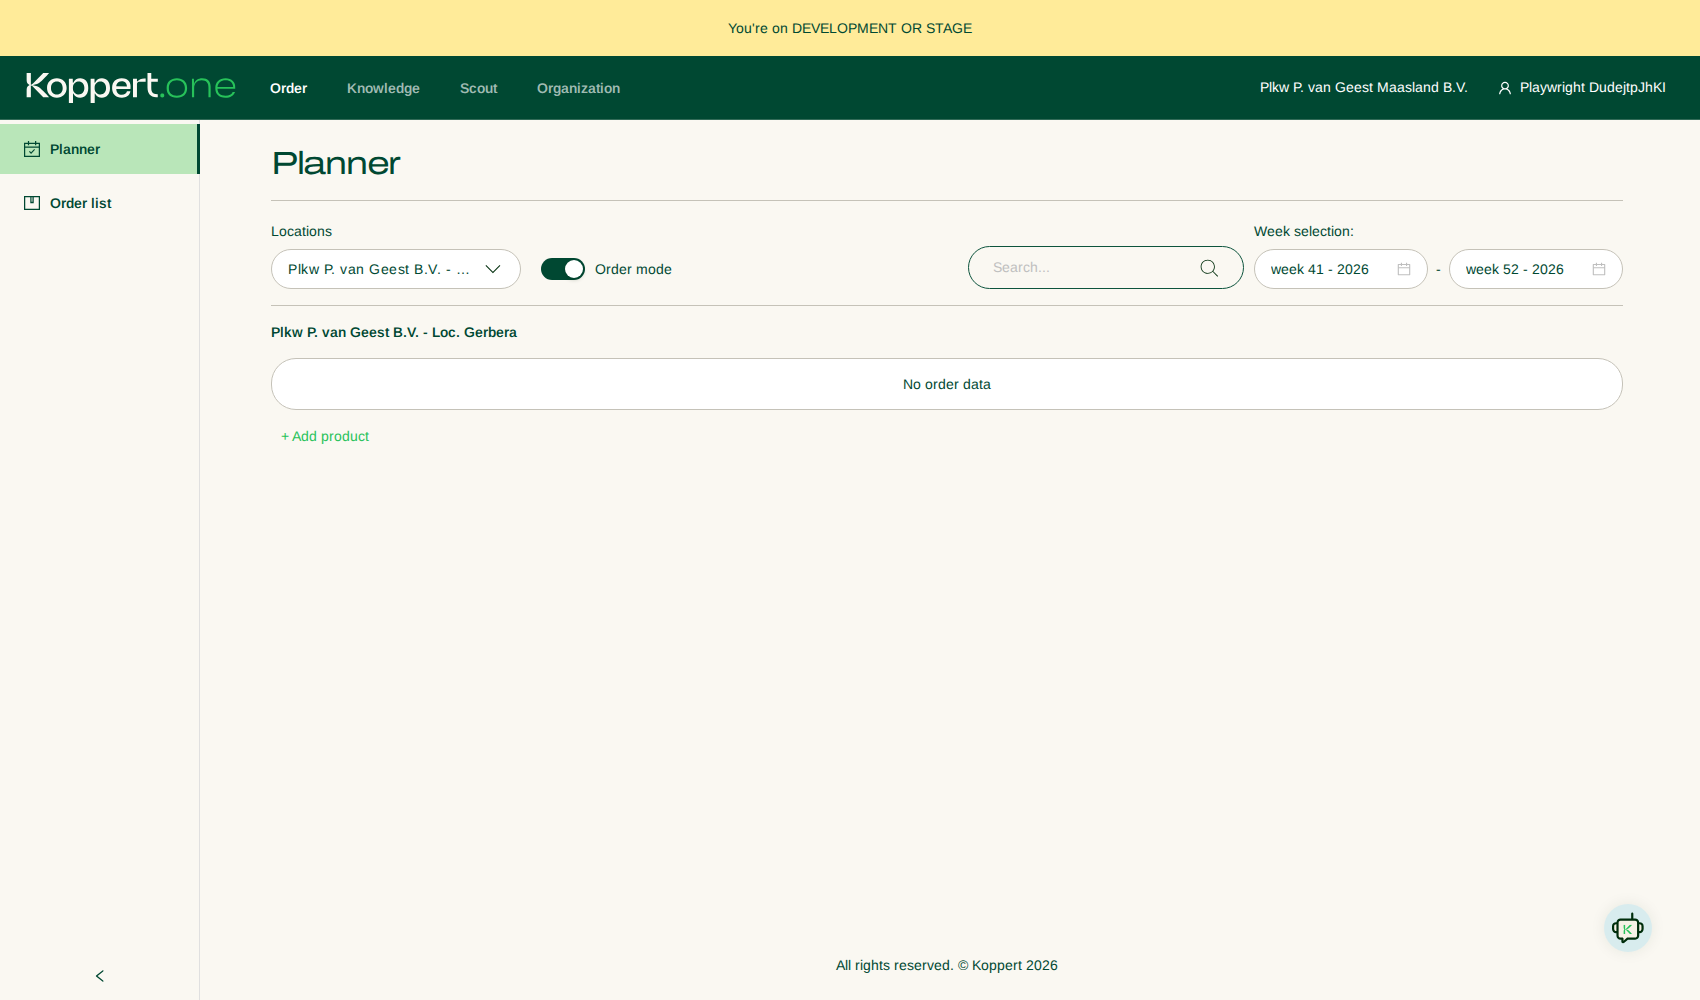 You're on DEVELOPMENT OR STAGE
Koppert.one
Order
Knowledge
Scout
Organization
Plkw P. van Geest Maasland B.V.
Playwright DudejtpJhKI
Planner
Order list
Planner
Locations
Week selection:
Plkw P. van Geest B.V. - ...
Order mode
Search...
week 41 - 2026
-
week 52 - 2026
Plkw P. van Geest B.V. - Loc. Gerbera
No order data
+ Add product
All rights reserved. © Koppert 2026